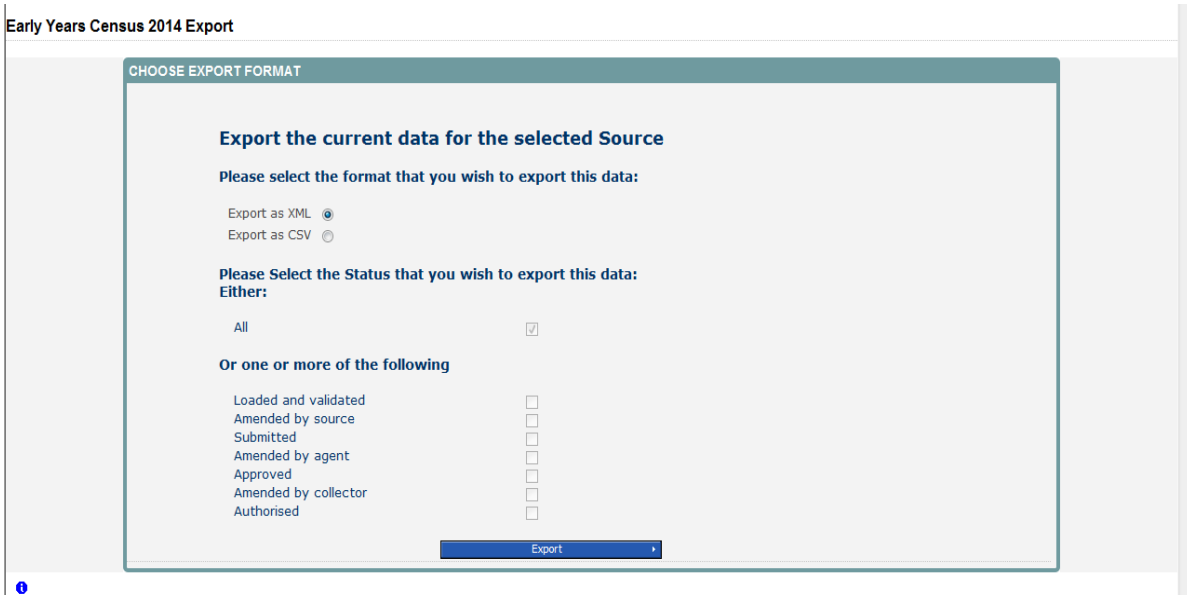 Early Years Census 2014 Export
CHOOSE EXPORT FORMAT
Export the current data for the selected Source
Please select the format that you wish to export this data:
Export as XML
Export as CSV
Please Select the Status that you wish to export this data:
Either:
All
Or one or more of the following
Loaded and validated
Amended by source
Submitted
Amended by agent
Approved
Amended by collector
Authorised
Export